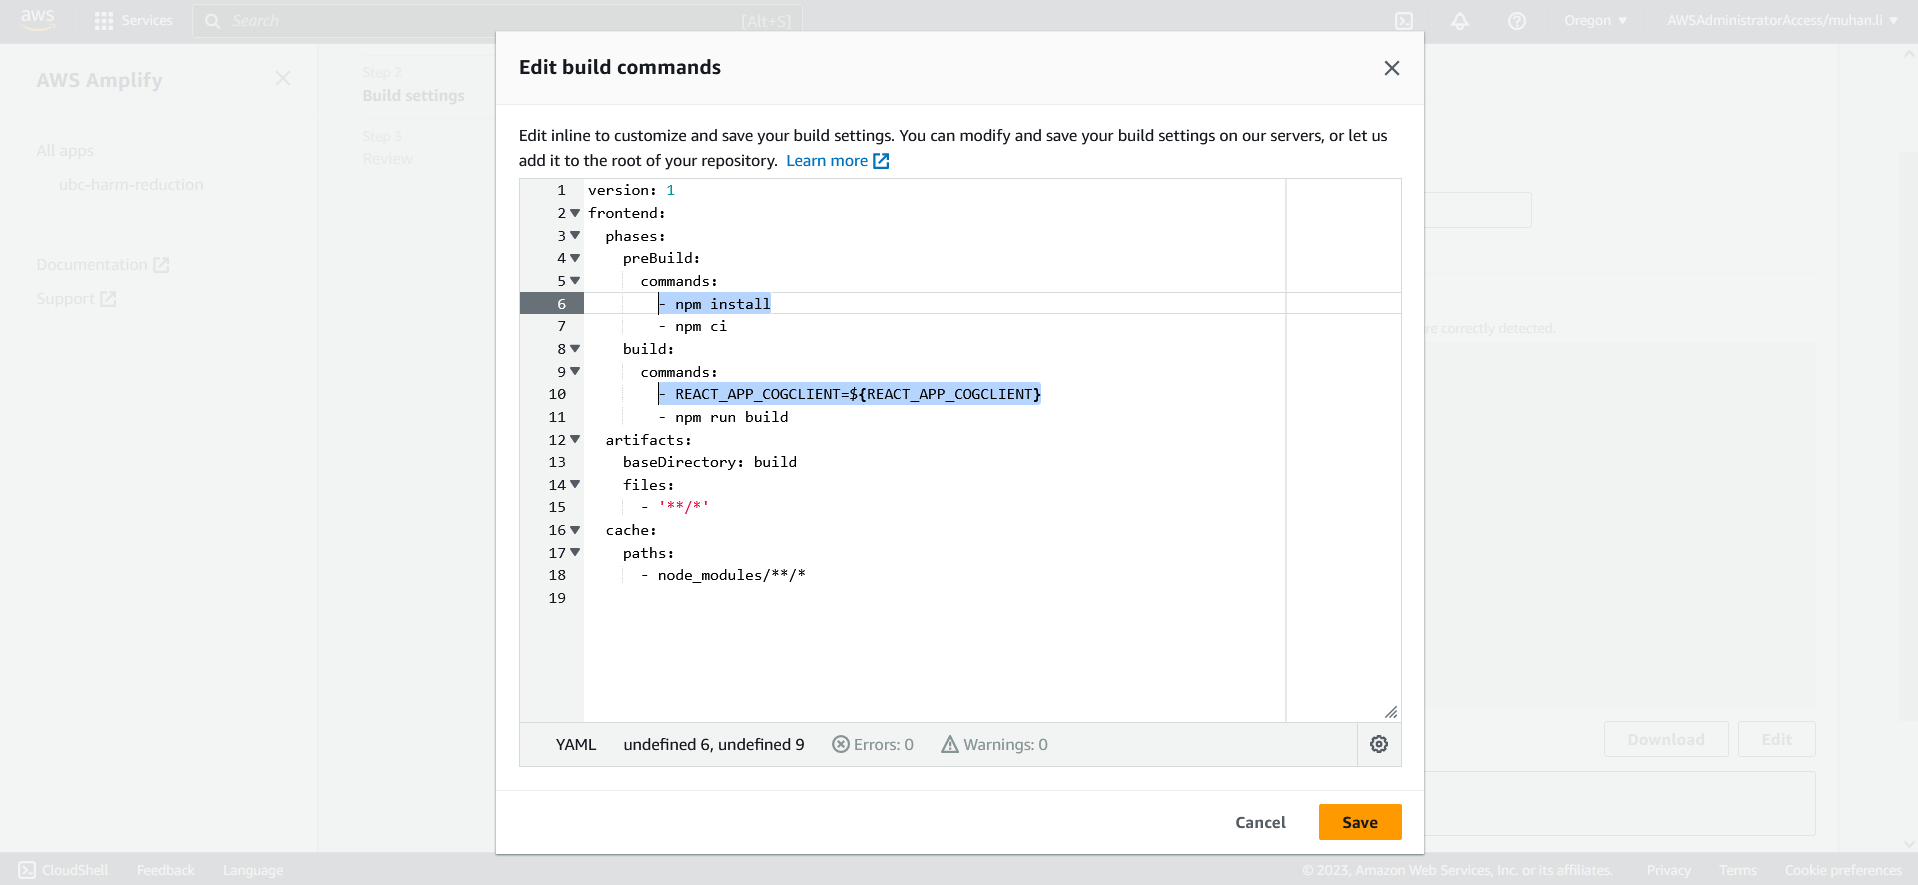 aws
Services
Search
[Alt+S]
Oregon
AWSAdministratorAccess/muhan.li
AWS Amplify
All apps
ubc-harm-reduction
Documentation
Support
Step 2
Build settings
Step 3
Review
Edit build commands
Edit inline to customize and save your build settings. You can modify and save your build settings on our servers, or let us
add it to the root of your repository. Learn more
1 version: 1
2 frontend:
3 phases:
4 preBuild:
5 commands:
6 - npm install
7 - npm ci
8 build:
9 commands:
10 - REACT_APP_COGCLIENT=${REACT_APP_COGCLIENT}
11 - npm run build
12 artifacts:
13 baseDirectory: build
14 files:
15 - '**/*'
16 cache:
17 paths:
18 - node_modules/**/*
19
YAML undefined 6, undefined 9 Errors: 0 Warnings: 0
Cancel Save
re correctly detected.
Download Edit
CloudShell Feedback Language
© 2023, Amazon Web Services, Inc. or its affiliates. Privacy Terms Cookie preferences